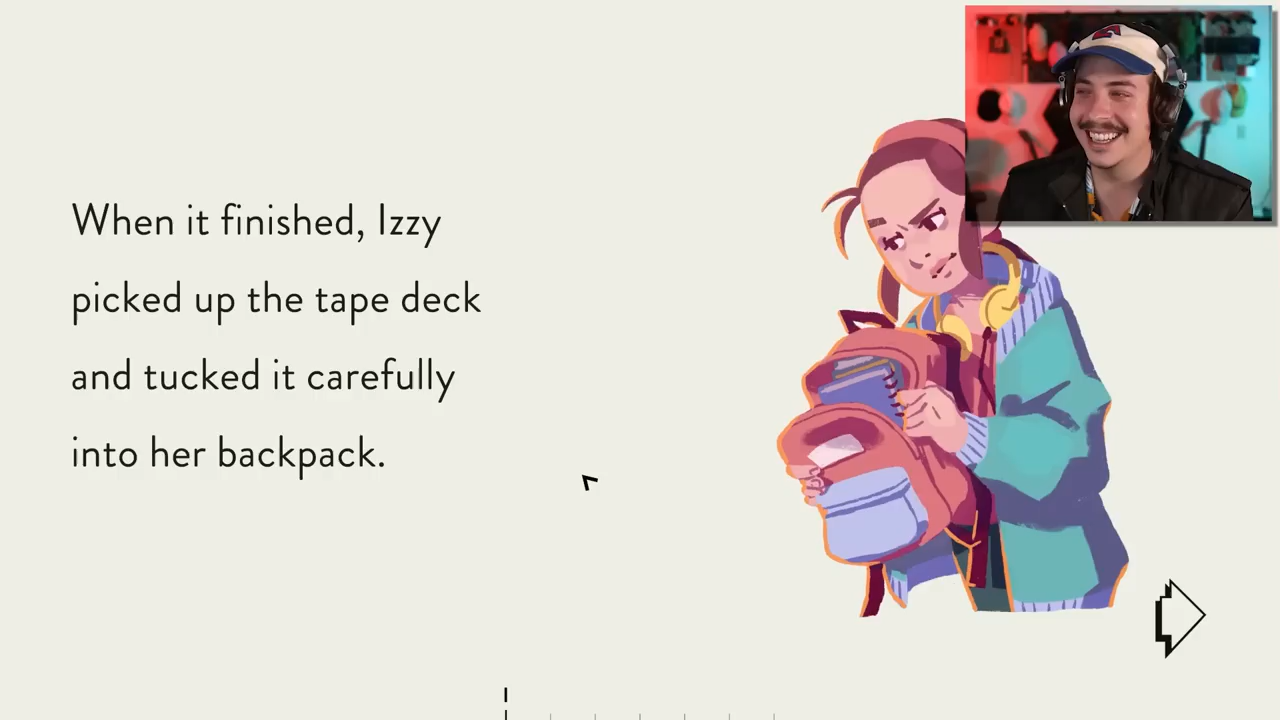 When it finished, Izzy
picked up the tape deck
and tucked it carefully
into her backpack.